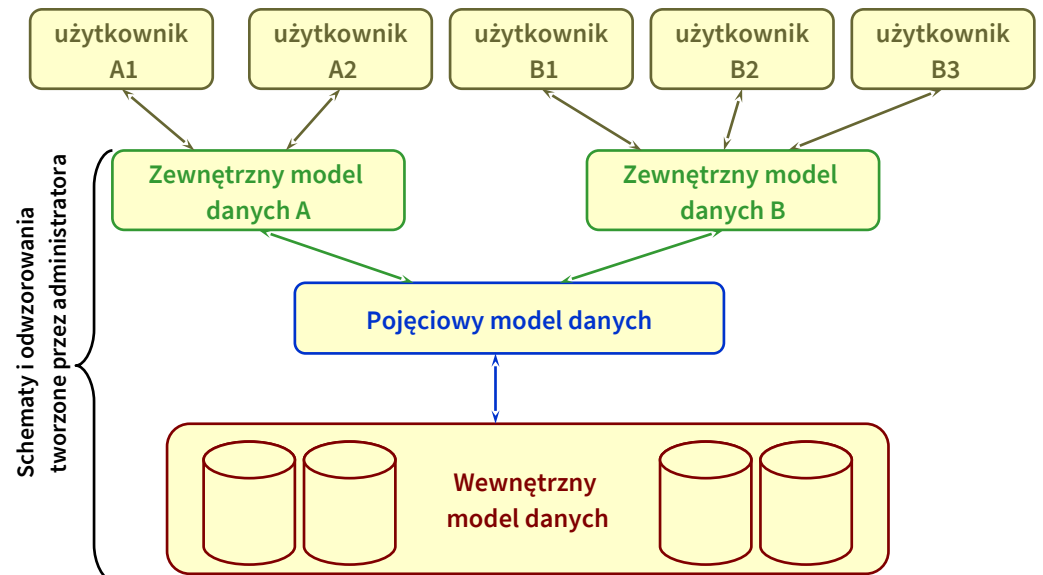 użytkownik
A1
użytkownik
A2
użytkownik
B1
użytkownik
B2
użytkownik
B3
Schematy i odwzorowania
tworzone przez administratora
Zewnętrzny model
danych A
Zewnętrzny model
danych B
Pojęciowy model danych
Wewnętrzny
model danych